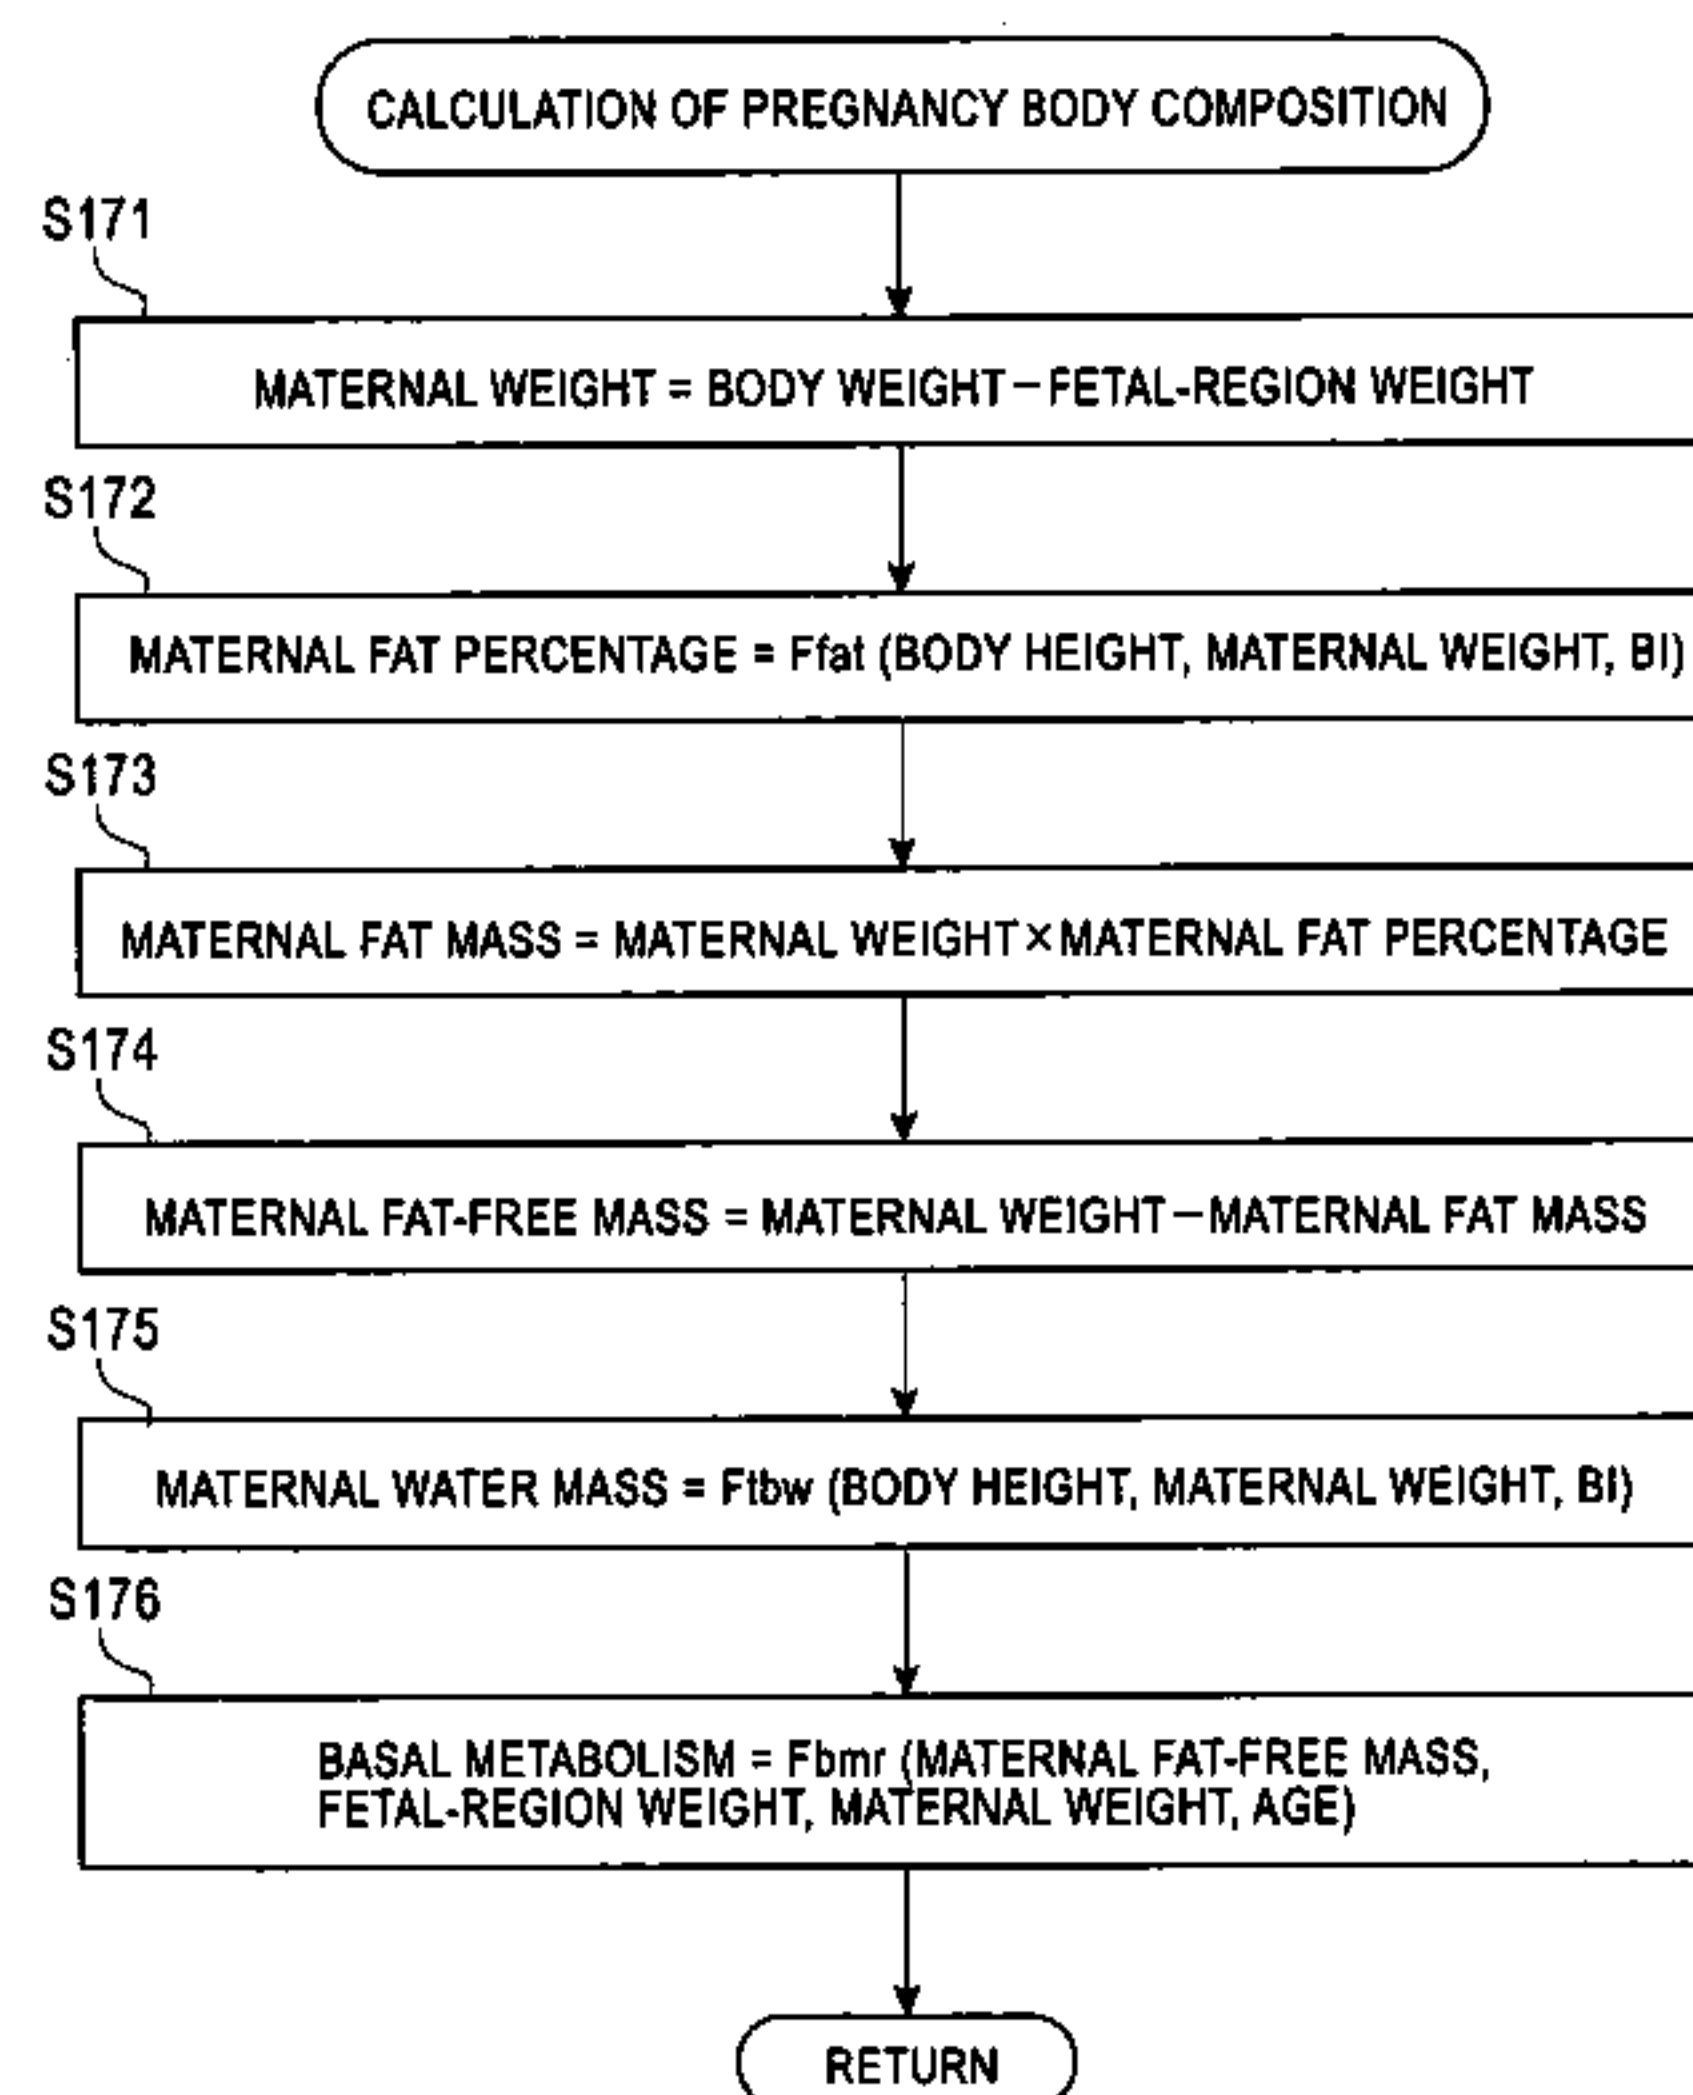 CALCULATION OF PREGNANCY BODY COMPOSITION
S171
MATERNAL WEIGHT = BODY WEIGHT−FETAL-REGION WEIGHT
S172
MATERNAL FAT PERCENTAGE = Ffat (BODY HEIGHT, MATERNAL WEIGHT, BI)
S173
MATERNAL FAT MASS = MATERNAL WEIGHT×MATERNAL FAT PERCENTAGE
S174
MATERNAL FAT-FREE MASS = MATERNAL WEIGHT−MATERNAL FAT MASS
S175
MATERNAL WATER MASS = Ftbw (BODY HEIGHT, MATERNAL WEIGHT, BI)
S176
BASAL METABOLISM = Fbmr (MATERNAL FAT-FREE MASS,
FETAL-REGION WEIGHT, MATERNAL WEIGHT, AGE)
RETURN